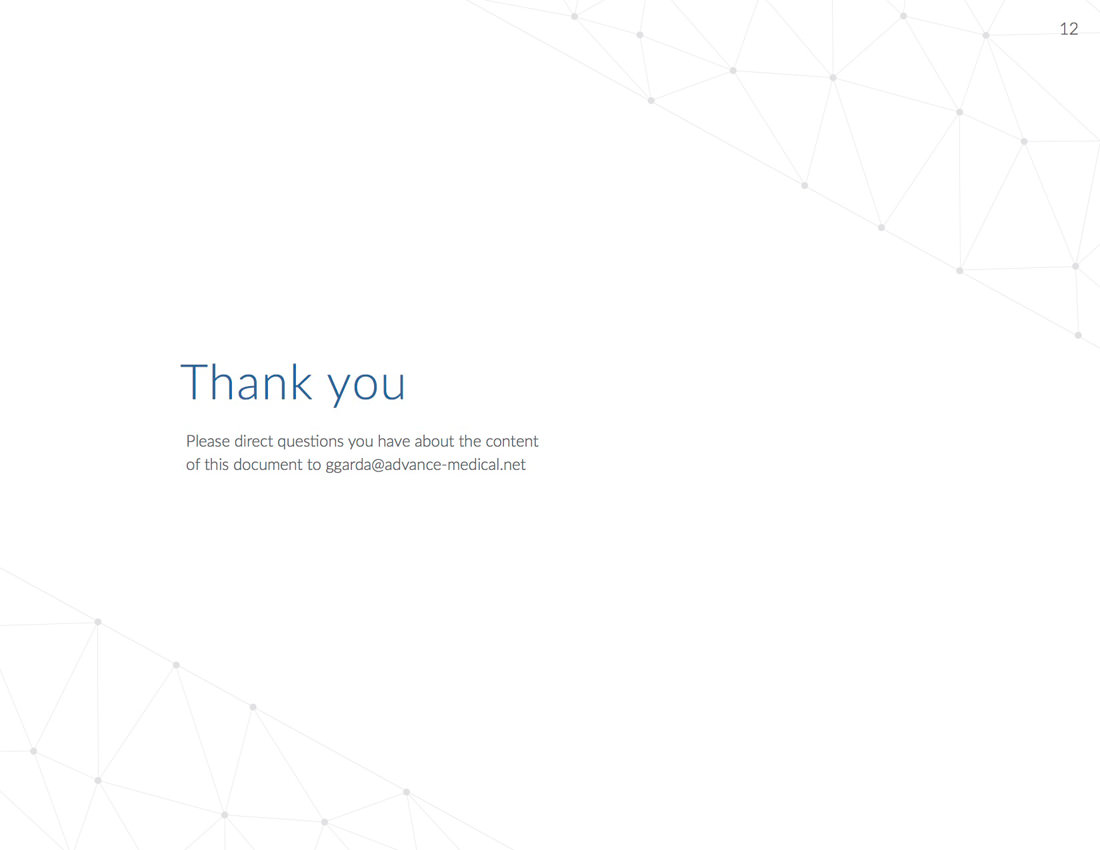 12
Thank you
Please direct questions you have about the content
of this document to ggarda@advance-medical.net